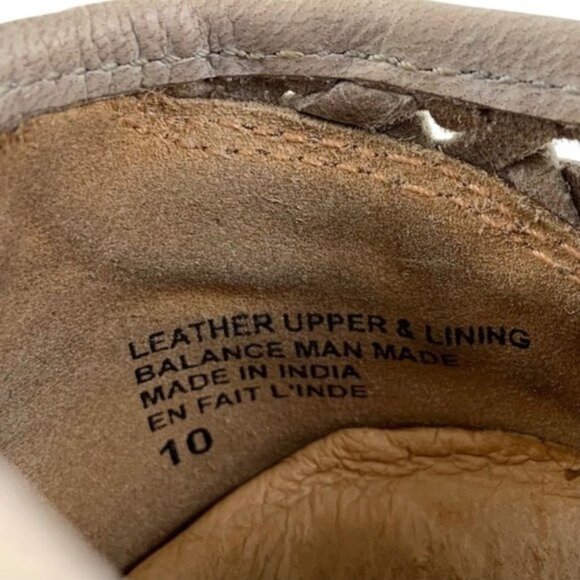 LEATHER UPPER & LINING
BALANCE MAN MADE
MADE IN INDIA
EN FAIT L'INDE
10